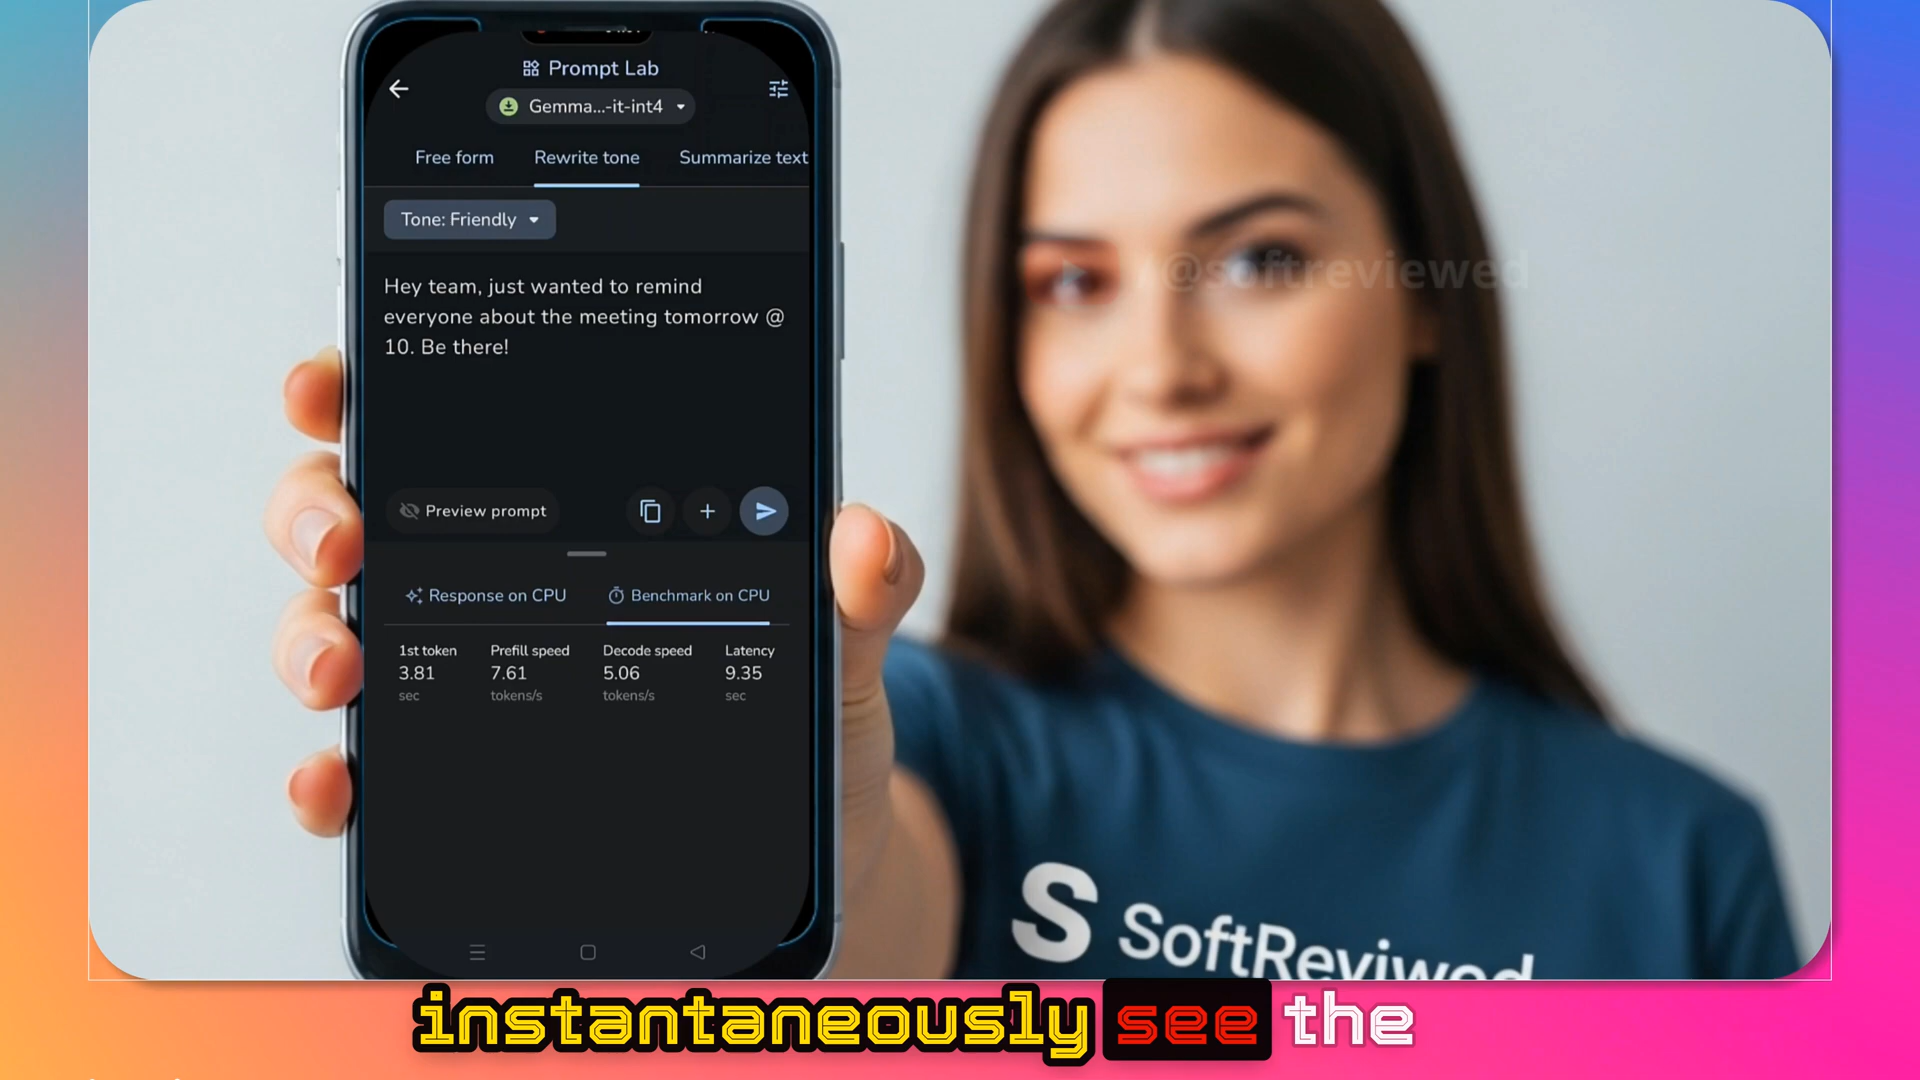 Prompt Lab
Gemma...-it-int4
Free form Rewrite tone Summarize text
Tone: Friendly
Hey team, just wanted to remind
everyone about the meeting tomorrow @
10. Be there!
Preview prompt
Response on CPU Benchmark on CPU
1st token Prefill speed Decode speed Latency
3.81 7.61 5.06 9.35
sec tokens/s tokens/s sec
@softreviewed
S SoftReviwed
instantaneously see the